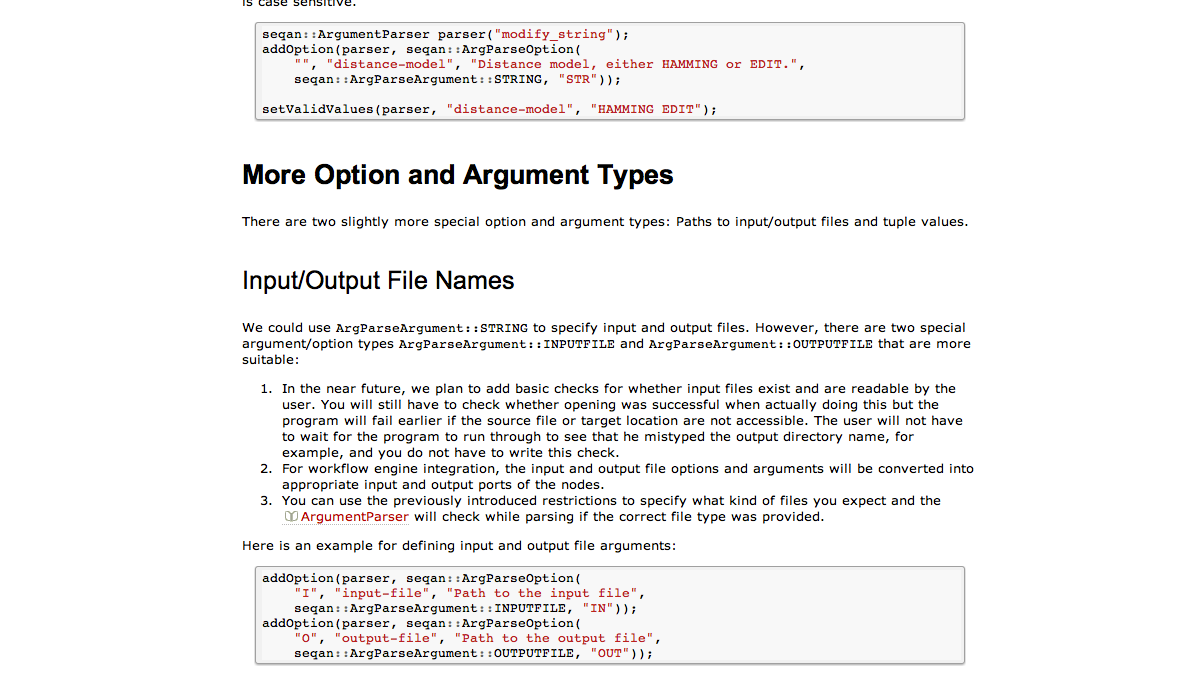 is case sensitive.
seqan::ArgumentParser parser("modify_string");
addOption(parser, seqan::ArgParseOption(
    "", "distance-model", "Distance model, either HAMMING or EDIT.",
    seqan::ArgParseArgument::STRING, "STR"));

setValidValues(parser, "distance-model", "HAMMING EDIT");
More Option and Argument Types
There are two slightly more special option and argument types: Paths to input/output files and tuple values.
Input/Output File Names
We could use ArgParseArgument::STRING to specify input and output files. However, there are two special
argument/option types ArgParseArgument::INPUTFILE and ArgParseArgument::OUTPUTFILE that are more
suitable:
1. In the near future, we plan to add basic checks for whether input files exist and are readable by the
user. You will still have to check whether opening was successful when actually doing this but the
program will fail earlier if the source file or target location are not accessible. The user will not have
to wait for the program to run through to see that he mistyped the output directory name, for
example, and you do not have to write this check.
2. For workflow engine integration, the input and output file options and arguments will be converted into
appropriate input and output ports of the nodes.
3. You can use the previously introduced restrictions to specify what kind of files you expect and the
ArgumentParser will check while parsing if the correct file type was provided.
Here is an example for defining input and output file arguments:
addOption(parser, seqan::ArgParseOption(
    "I", "input-file", "Path to the input file",
    seqan::ArgParseArgument::INPUTFILE, "IN"));
addOption(parser, seqan::ArgParseOption(
    "O", "output-file", "Path to the output file",
    seqan::ArgParseArgument::OUTPUTFILE, "OUT"));